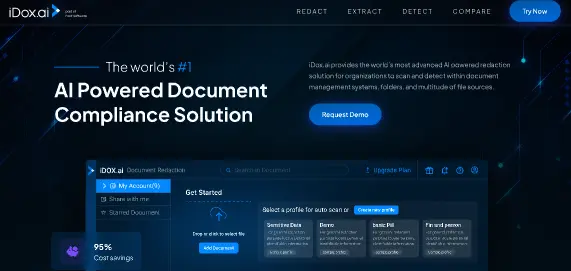 iDox.ai
part of
Foxit software
REDACT EXTRACT DETECT COMPARE Try Now
The world's #1
AI Powered Document
Compliance Solution
iDox.ai provides the world's most advanced AI powered redaction
solution for organizations to scan and detect within document
management systems, folders, and multitude of file sources.
Request Demo
iDOX.ai Document Redaction
Search in Document
Upgrade Plan
My Account(9)
Share with me
Starred Document
Get Started
Drop or click to select file
Add Document
Select a profile for auto scan or Create new profile
Sensitive Data
Demo
basic PII
Fin and person
95%
Cost savings